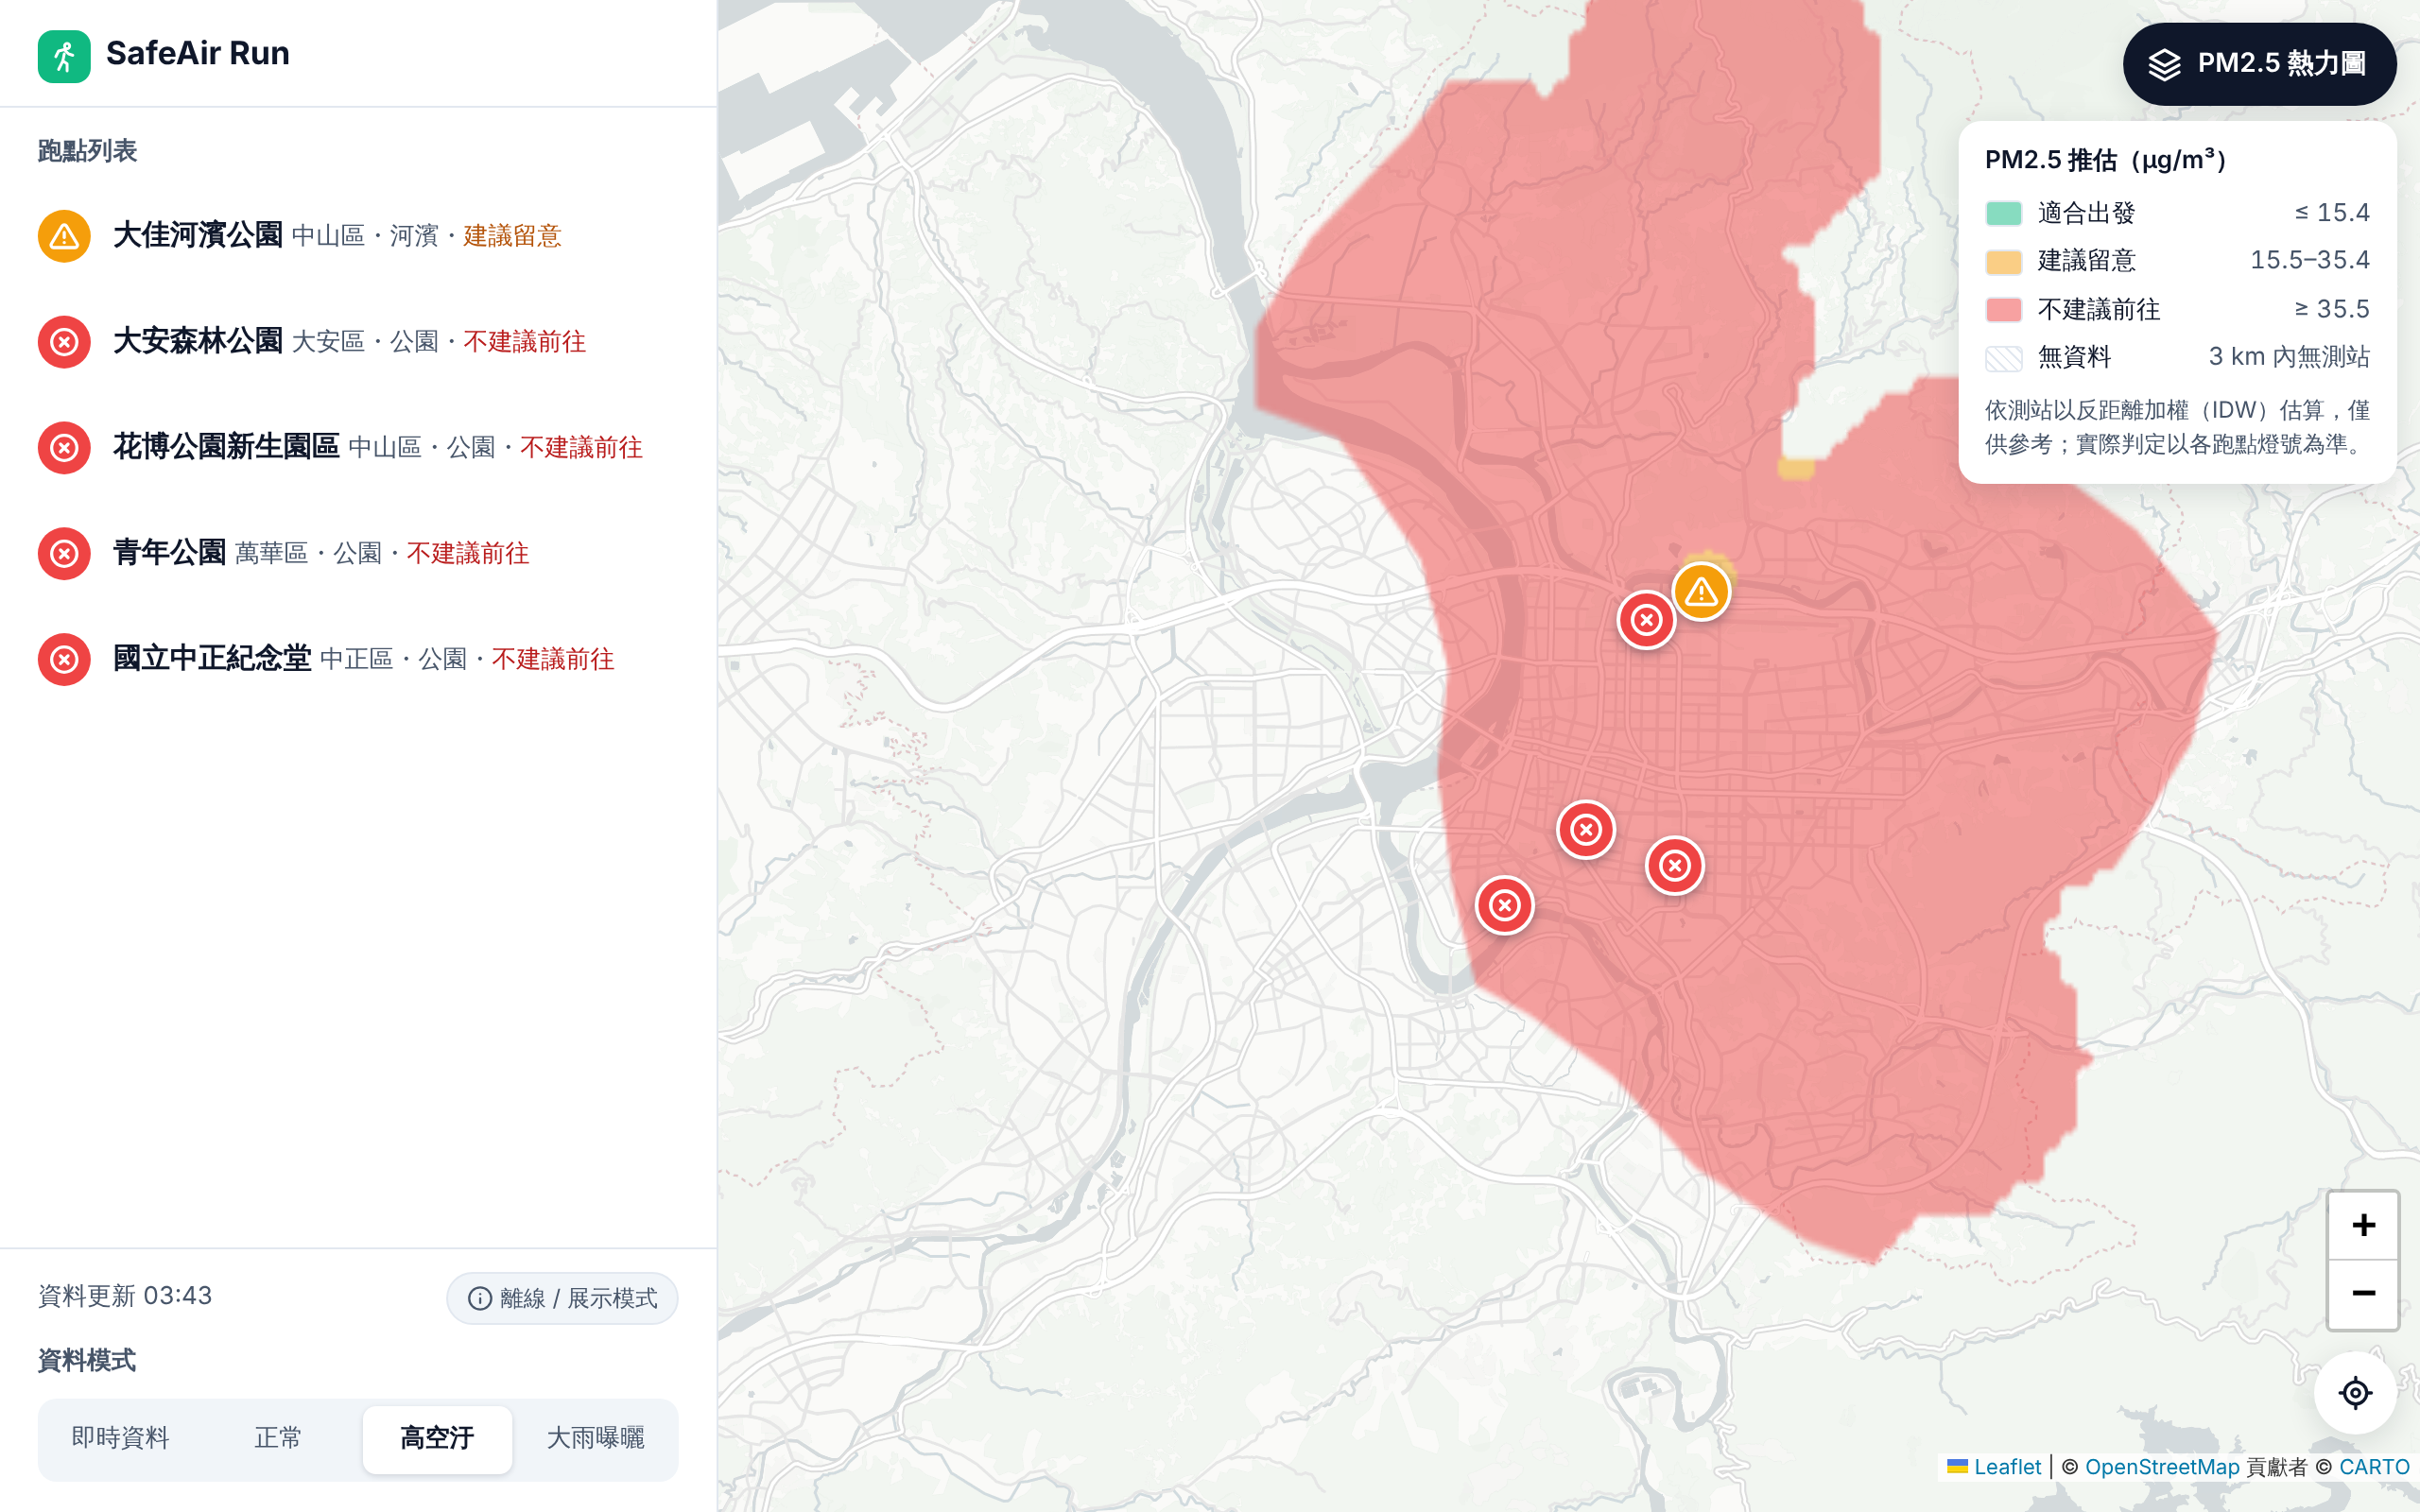 SafeAir Run
跑點列表
大佳河濱公園 中山區・河濱・建議留意
大安森林公園 大安區・公園・不建議前往
花博公園新生園區 中山區・公園・不建議前往
青年公園 萬華區・公園・不建議前往
國立中正紀念堂 中正區・公園・不建議前往
資料更新 03:43
離線 / 展示模式
資料模式
即時資料 正常 高空汙 大雨曝曬
PM2.5 熱力圖
PM2.5 推估（μg/m³）
適合出發 ≤ 15.4
建議留意 15.5–35.4
不建議前往 ≥ 35.5
無資料 3 km 內無測站
依測站以反距離加權（IDW）估算，僅
供參考；實際判定以各跑點燈號為準。
+
−
Leaflet | © OpenStreetMap 貢獻者 © CARTO